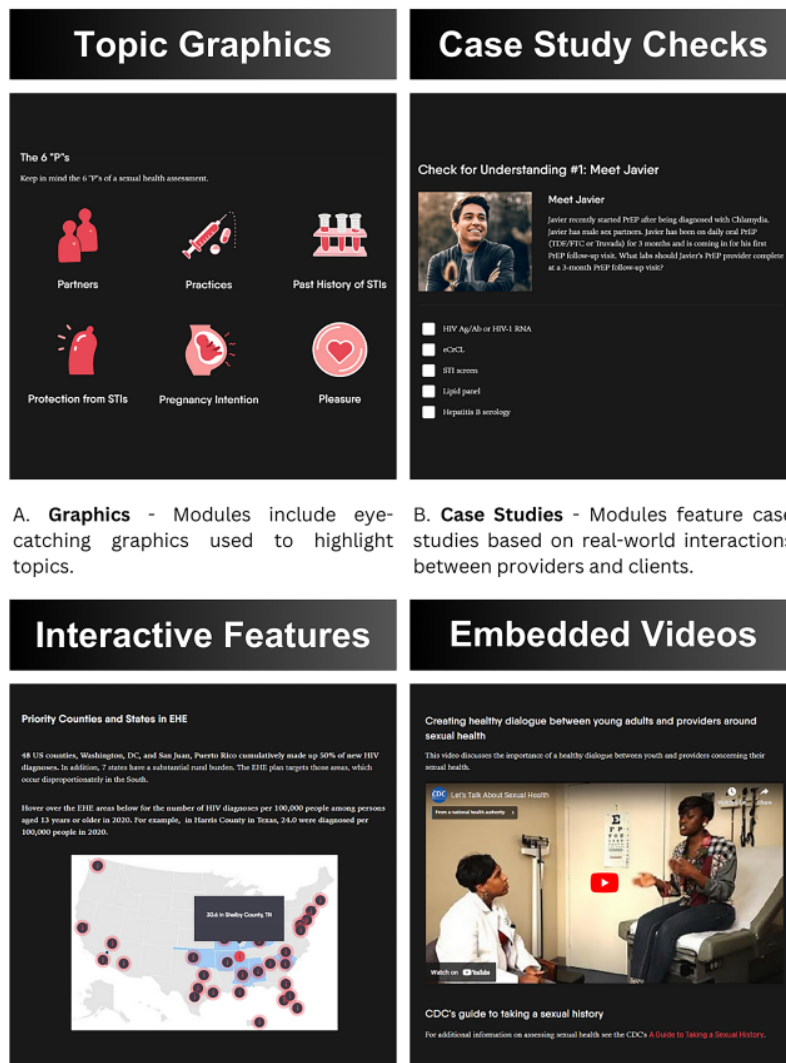 Topic Graphics
The 6 "P"s
Keep in mind the 6 "P"s of a sexual health assessment.
Partners
Practices
Past History of STIs
Protection from STIs
Pregnancy Intention
Pleasure
A. Graphics - Modules include eye-
catching graphics used to highlight
topics.
Case Study Checks
Check for Understanding #1: Meet Javier
Meet Javier
Javier recently started PrEP after being diagnosed with Chlamydia.
Javier has male sex partners. Javier has been on daily oral PrEP
(TDF/FTC or Truvada) for 3 months and is coming in for his first
PrEP follow-up visit. What labs should Javier's PrEP provider complete
at a 3-month PrEP follow-up visit?
HIV Ag/Ab or HIV-1 RNA
eCrCL
STI screen
Lipid panel
Hepatitis B serology
B. Case Studies - Modules feature case
studies based on real-world interactions
between providers and clients.
Interactive Features
Priority Counties and States in EHE
48 US counties, Washington, DC, and San Juan, Puerto Rico cumulatively made up 50% of new HIV
diagnoses. In addition, 7 states have a substantial rural burden. The EHE plan targets those areas, which
occur disproportionately in the South.
Hover over the EHE areas below for the number of HIV diagnoses per 100,000 people among persons
aged 13 years or older in 2020. For example, in Harris County in Texas, 24.0 were diagnosed per
100,000 people in 2020.
30.6 in Shelby County, TN
Embedded Videos
Creating healthy dialogue between young adults and providers around
sexual health
This video discusses the importance of a healthy dialogue between youth and providers concerning their
sexual health.
CDC
Let's Talk About Sexual Health
Share
From a national health authority
Watch on YouTube
CDC's guide to taking a sexual history
For additional information on assessing sexual health see the CDC's A Guide to Taking a Sexual History.